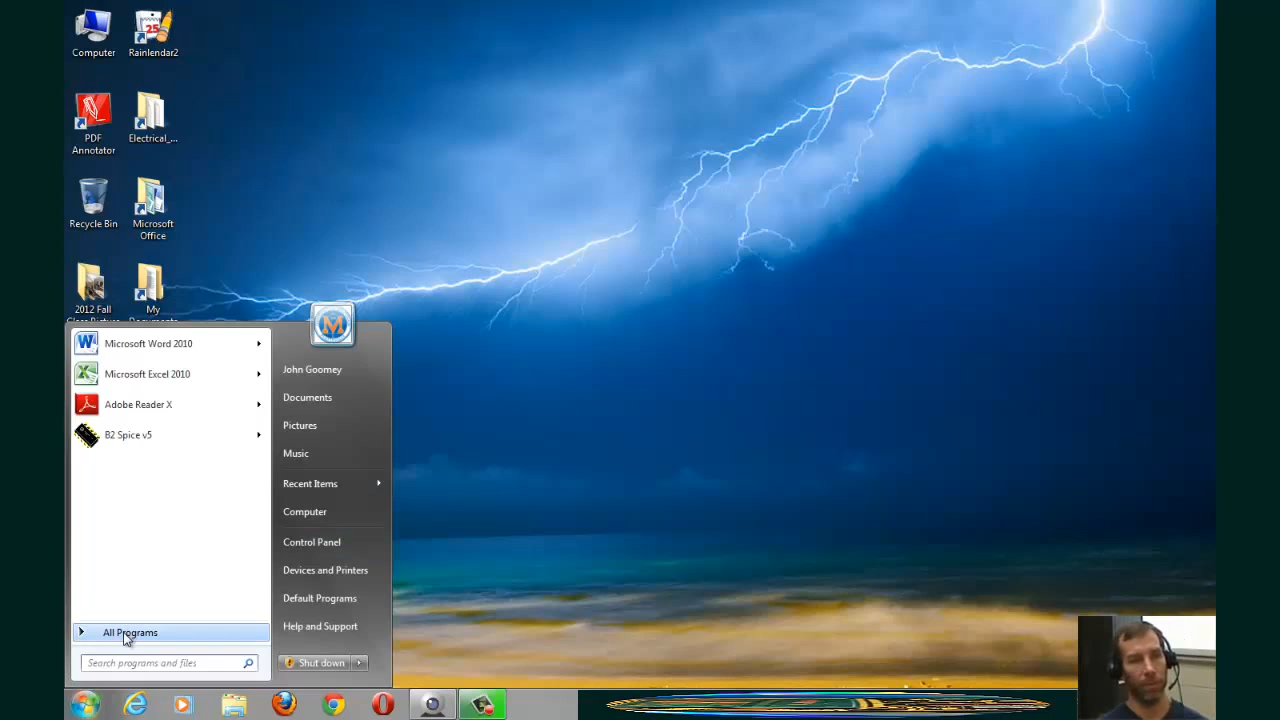 Computer
Rainlendar2
PDF
Annotator
Electrical_...
Recycle Bin
Microsoft
Office
2012 Fall
My
M
Microsoft Word 2010
Microsoft Excel 2010
Adobe Reader X
B2 Spice v5
All Programs
Search programs and files
John Goomey
Documents
Pictures
Music
Recent Items
Computer
Control Panel
Devices and Printers
Default Programs
Help and Support
Shut down